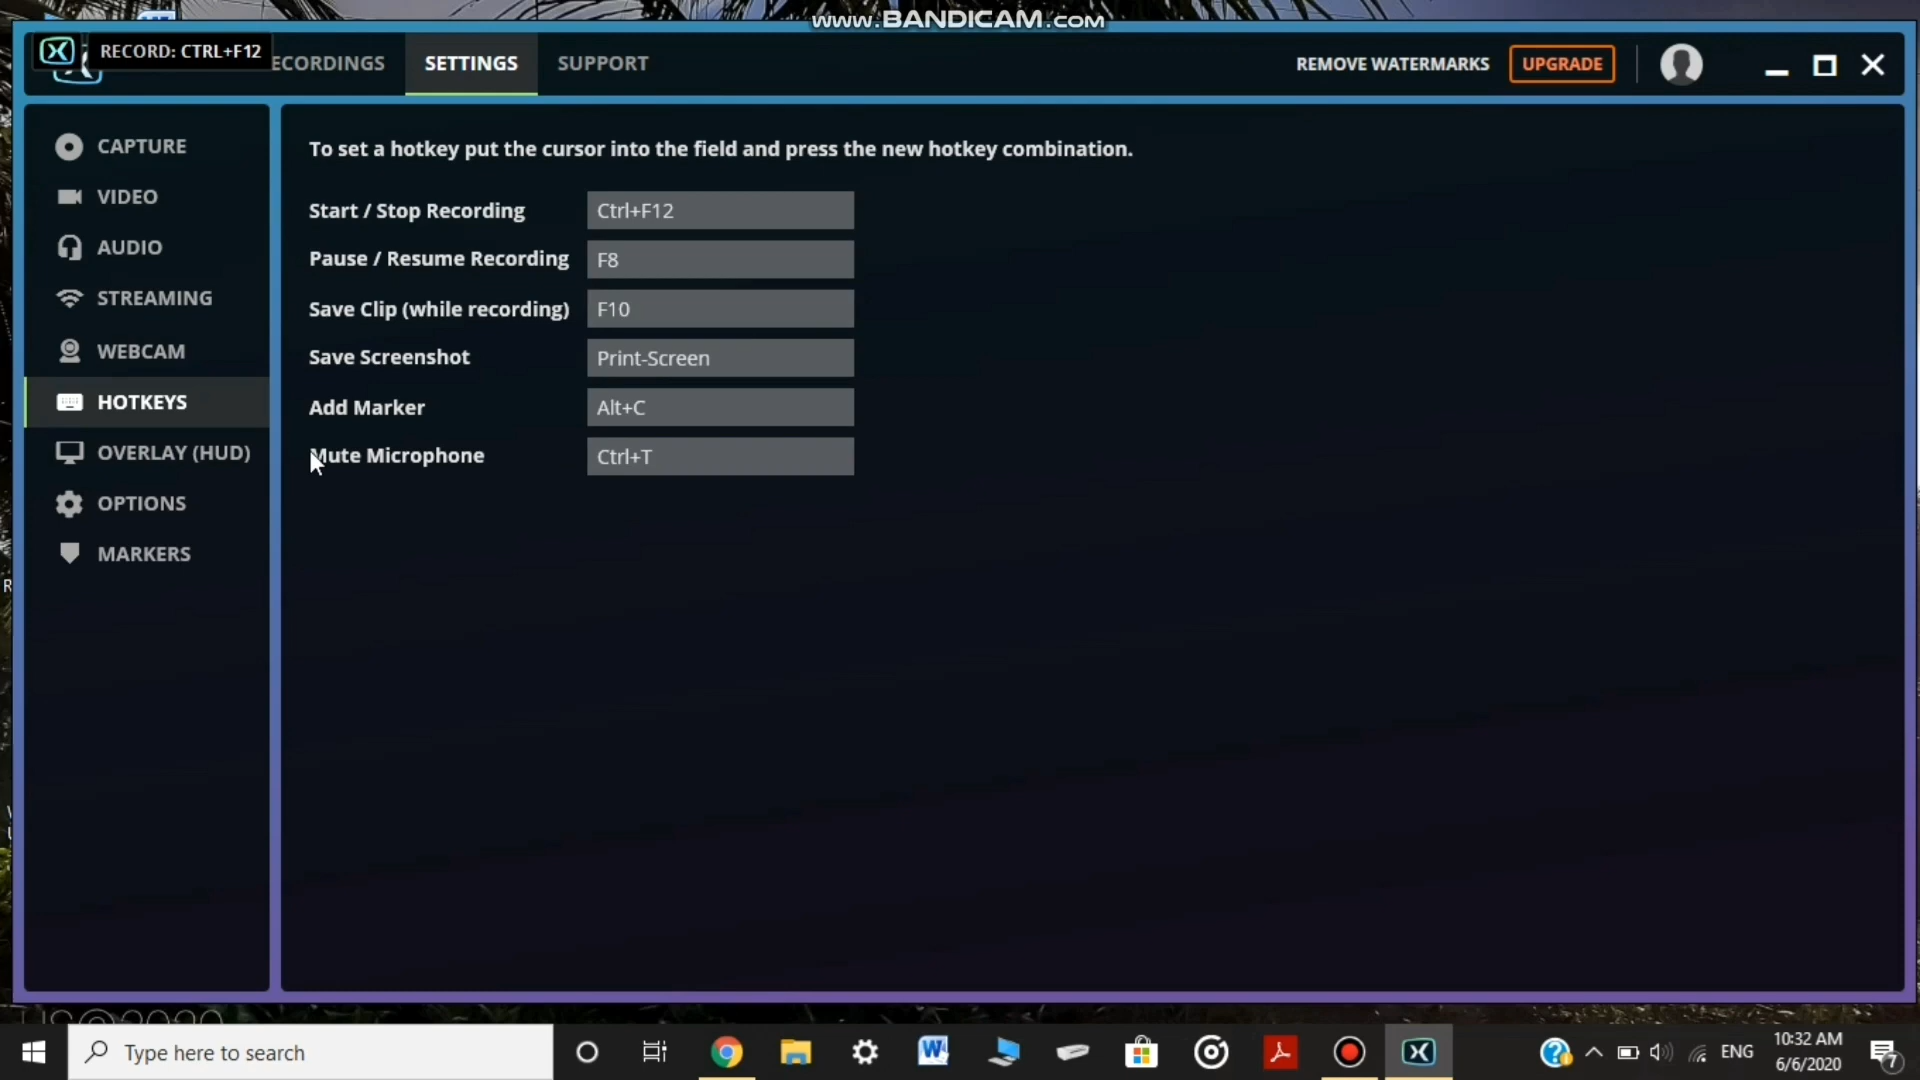 www.BANDICAM.com
RECORD: CTRL+F12
ECORDINGS
SETTINGS
SUPPORT
REMOVE WATERMARKS
UPGRADE
CAPTURE
VIDEO
AUDIO
STREAMING
WEBCAM
HOTKEYS
OVERLAY (HUD)
OPTIONS
MARKERS
To set a hotkey put the cursor into the field and press the new hotkey combination.
Start / Stop Recording Ctrl+F12
Pause / Resume Recording F8
Save Clip (while recording) F10
Save Screenshot Print-Screen
Add Marker Alt+C
Mute Microphone Ctrl+T
Type here to search
ENG
10:32 AM
6/6/2020
7